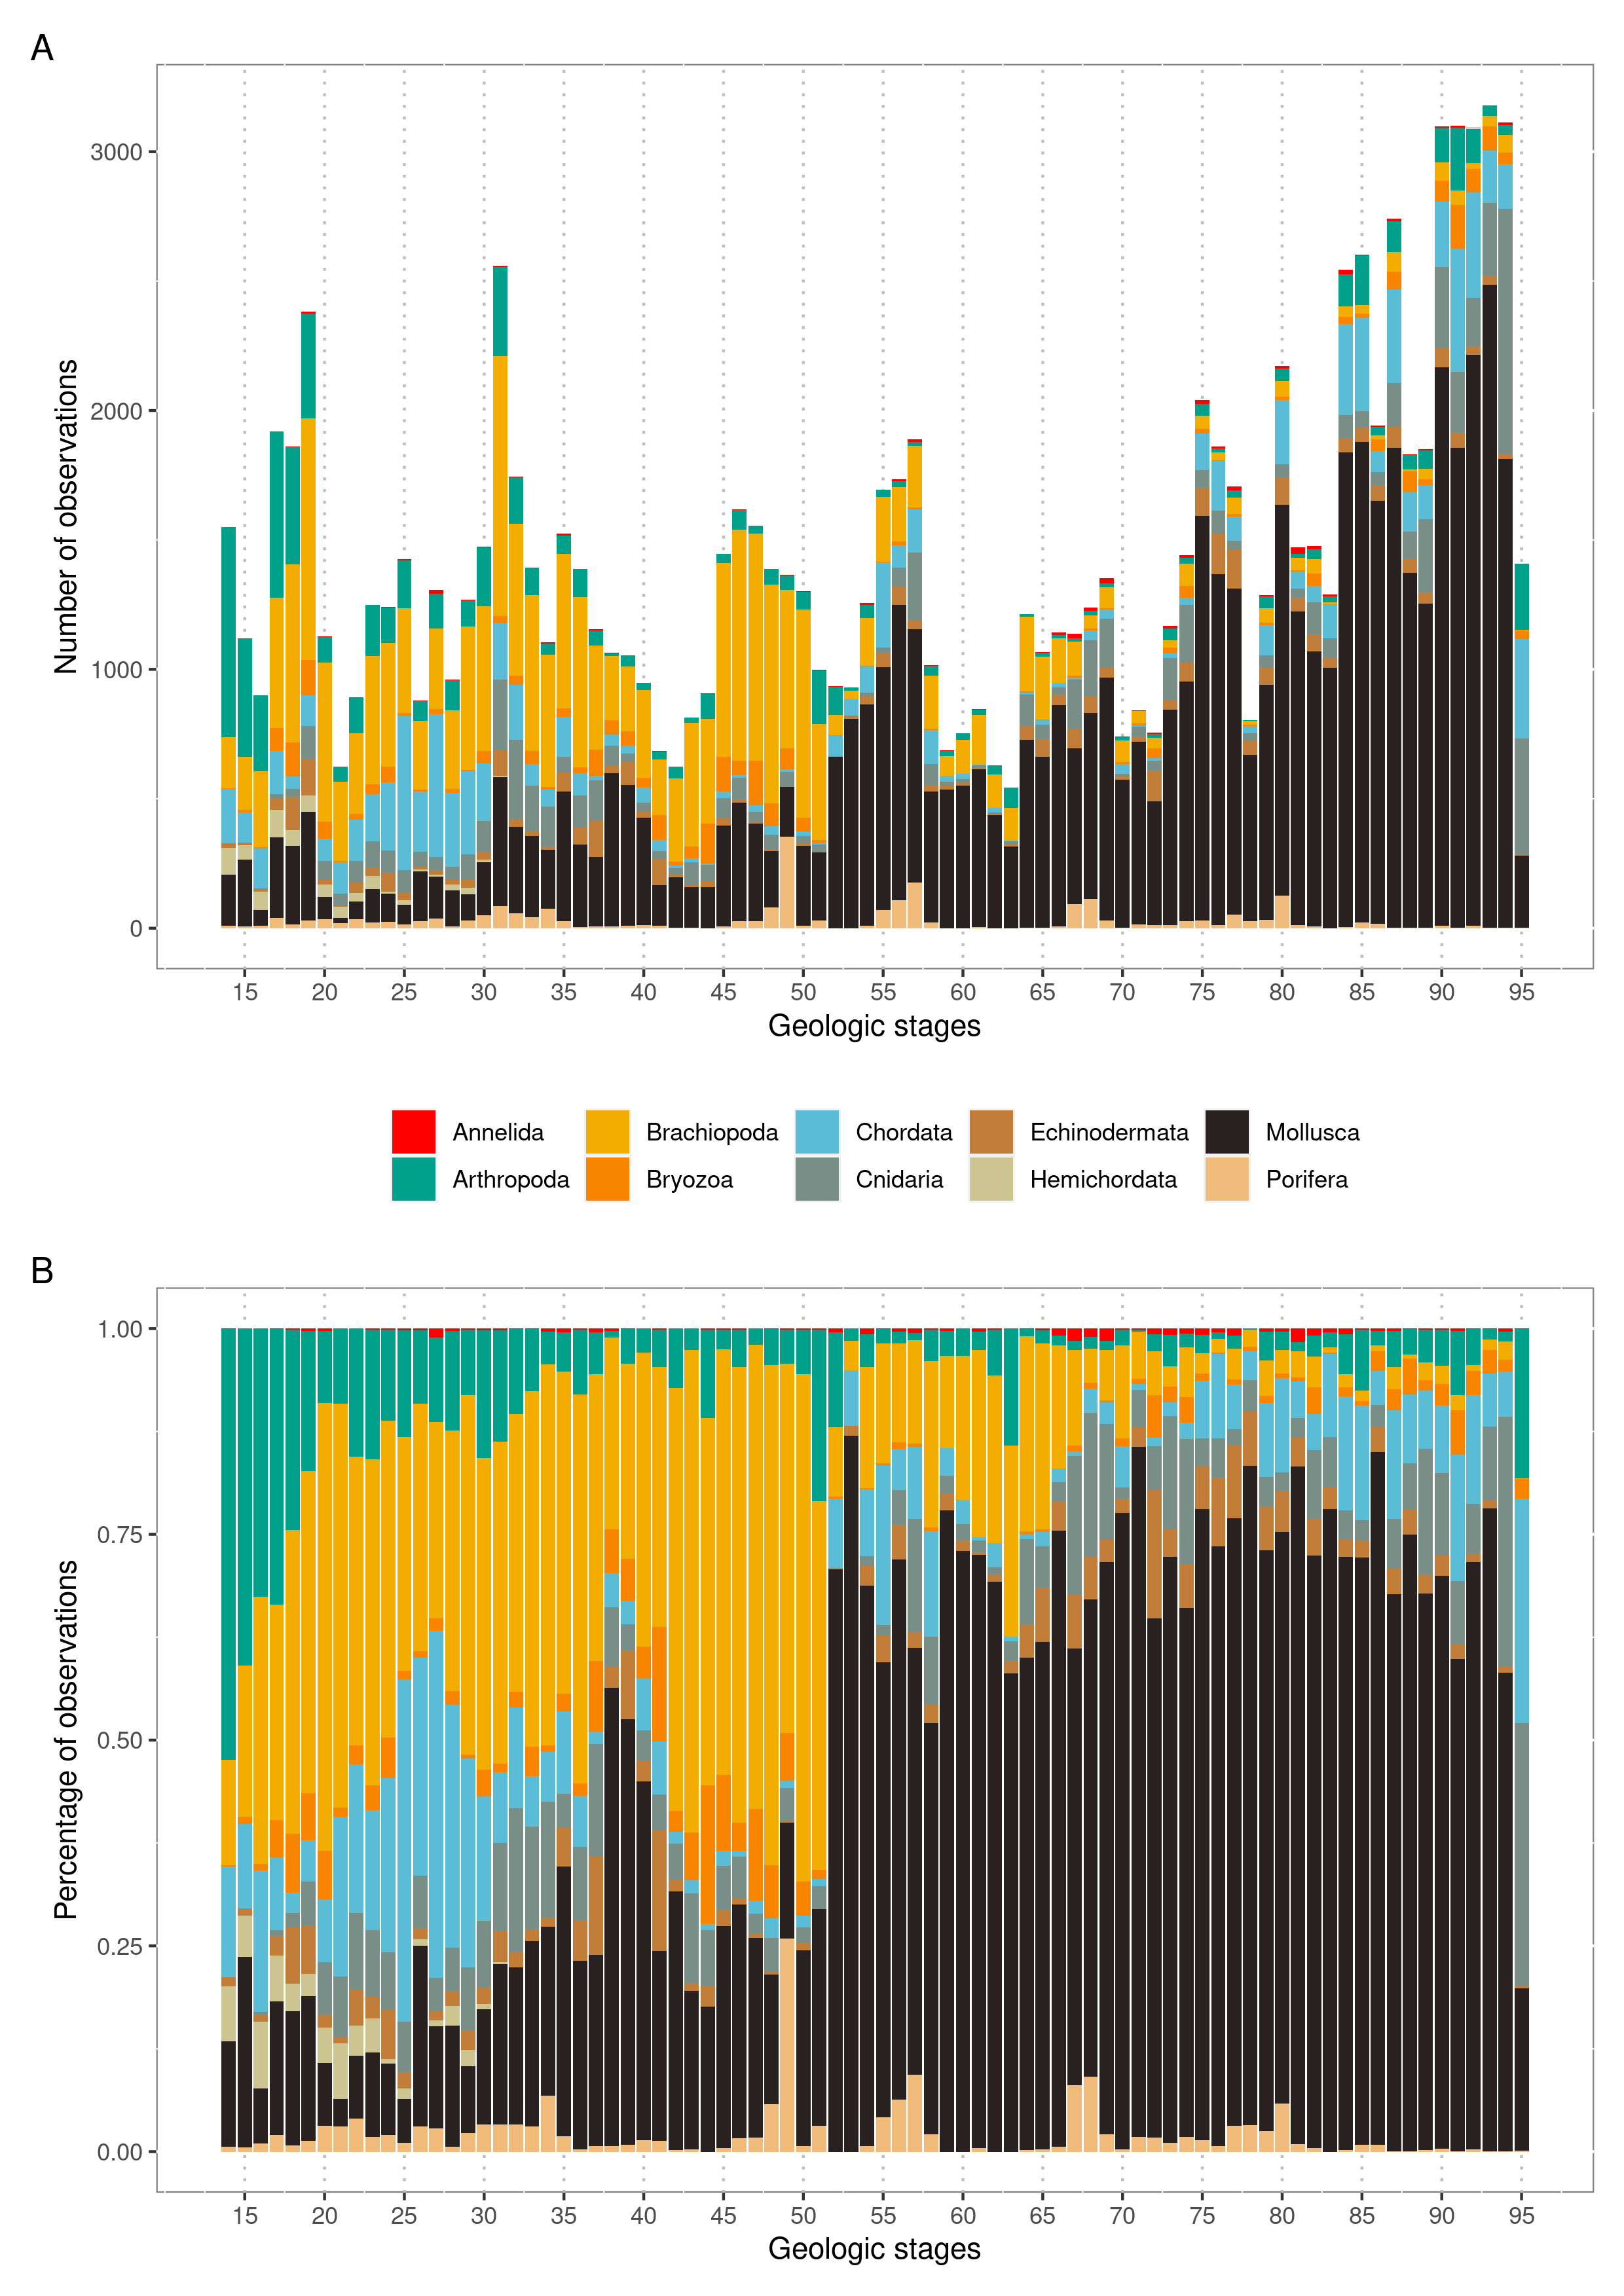 A
3000
2000
1000
0
Number of observations
15 20 25 30 35 40 45 50 55 60 65 70 75 80 85 90 95
Geologic stages
Annelida Brachiopoda Chordata Echinodermata Mollusca
Arthropoda Bryozoa Cnidaria Hemichordata Porifera
B
1.00
0.75
0.50
0.25
0.00
Percentage of observations
15 20 25 30 35 40 45 50 55 60 65 70 75 80 85 90 95
Geologic stages